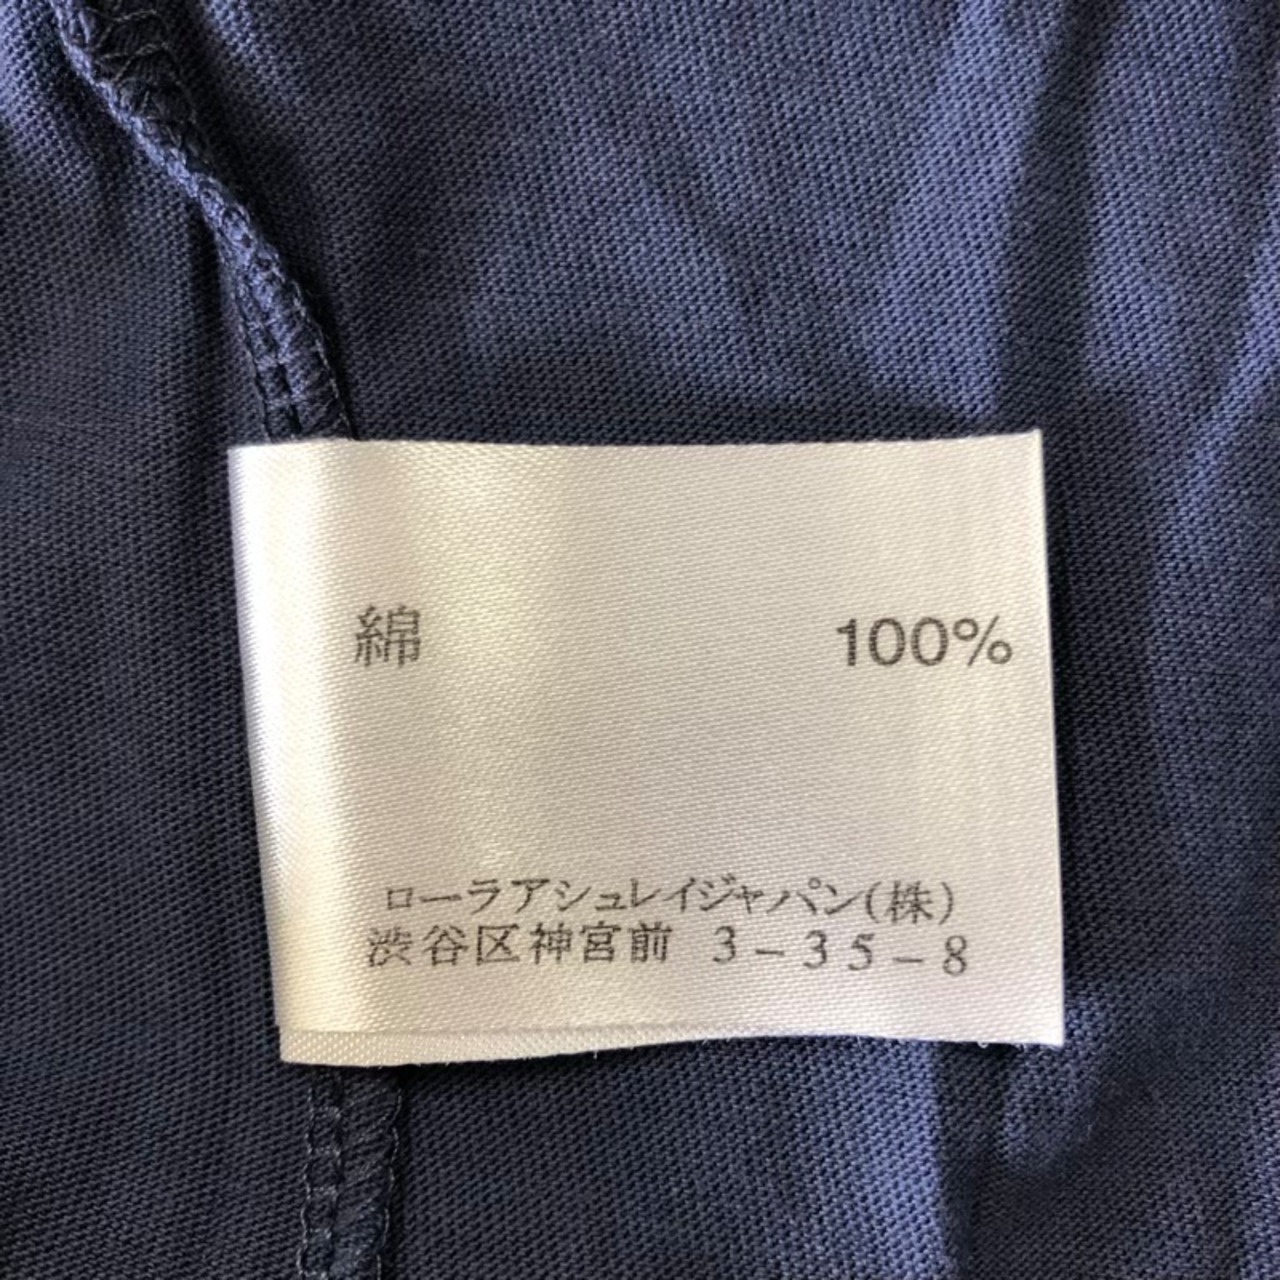 綿 100%
ローラアシュレイジャパン(株)
渋谷区神宮前 3-35-8